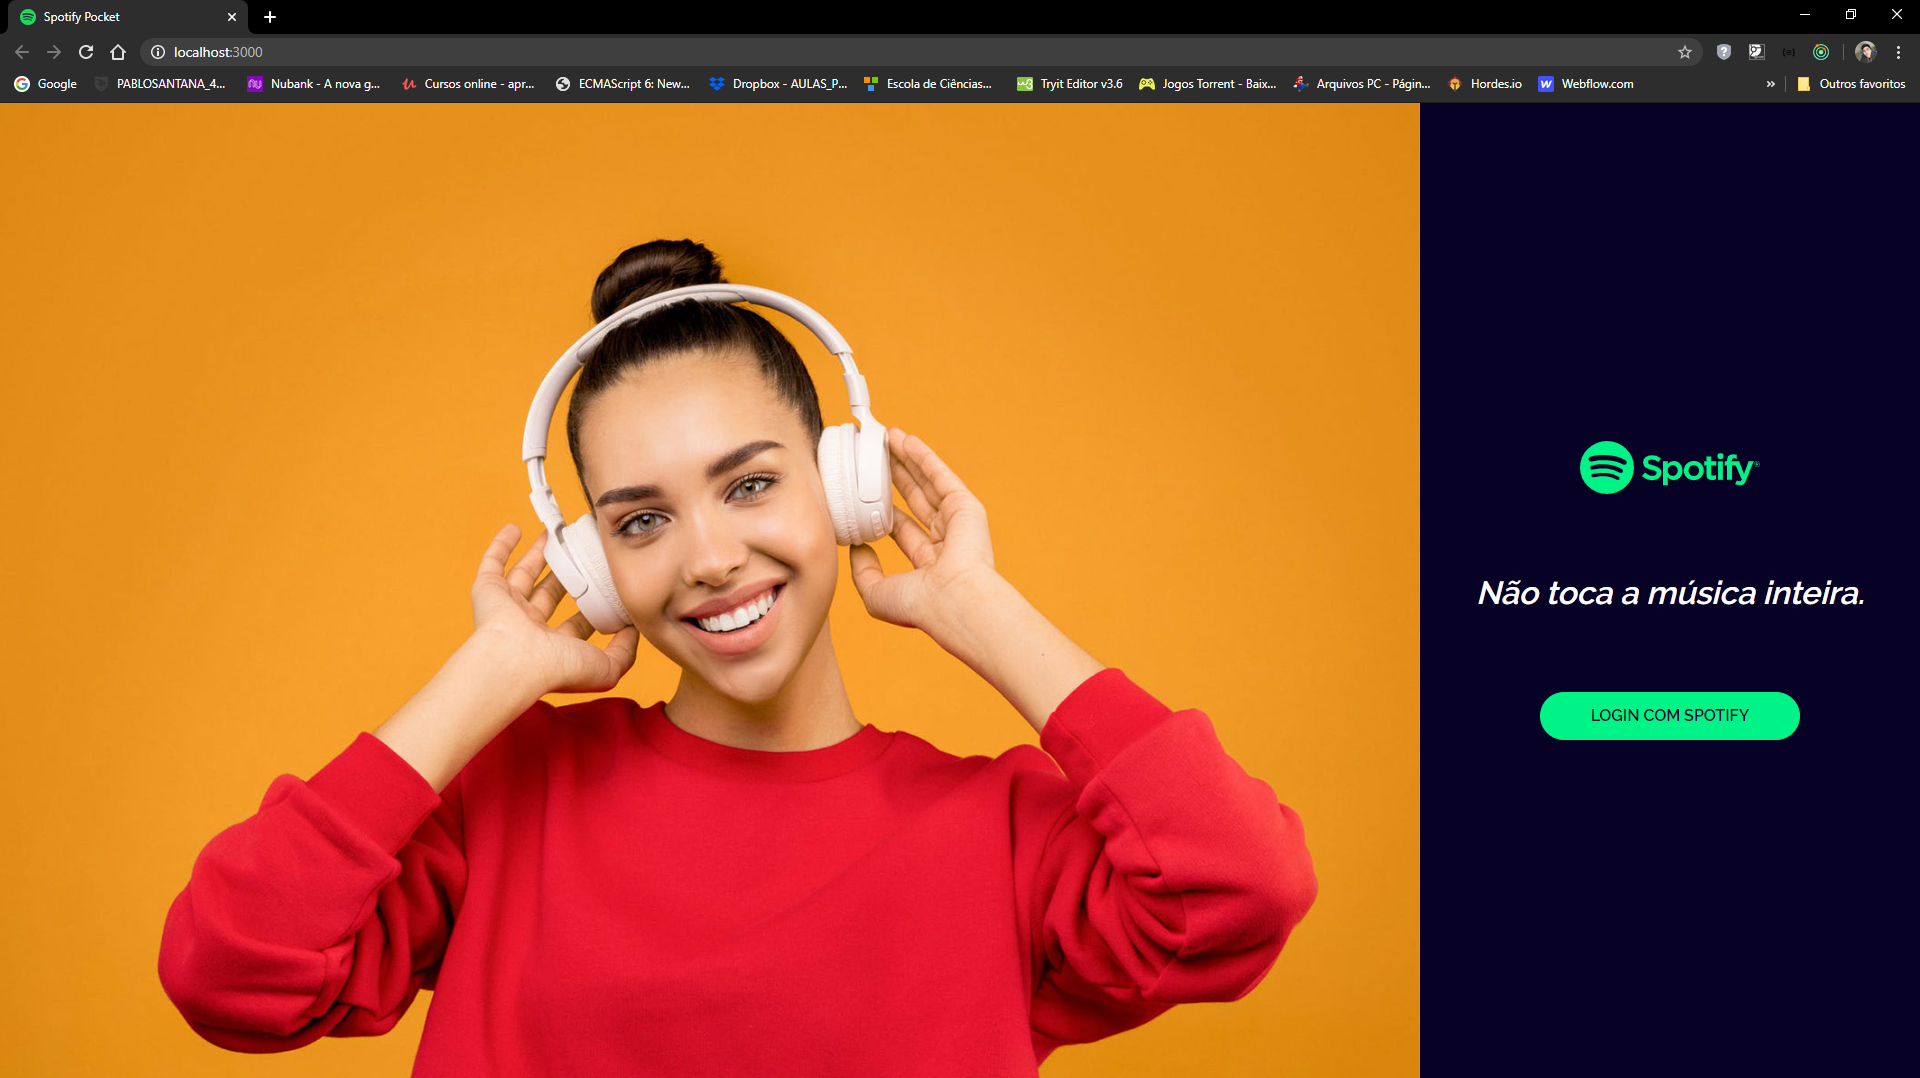 Spotify Pocket
localhost:3000
Google PABLOSANTANA_4... Nubank - A nova g... Cursos online - apr... ECMAScript 6: New... Dropbox - AULAS_P... Escola de Ciências... Tryit Editor v3.6 Jogos Torrent - Baix... Arquivos PC - Págin... Hordes.io Webflow.com » Outros favoritos
Spotify®
Não toca a música inteira.
LOGIN COM SPOTIFY